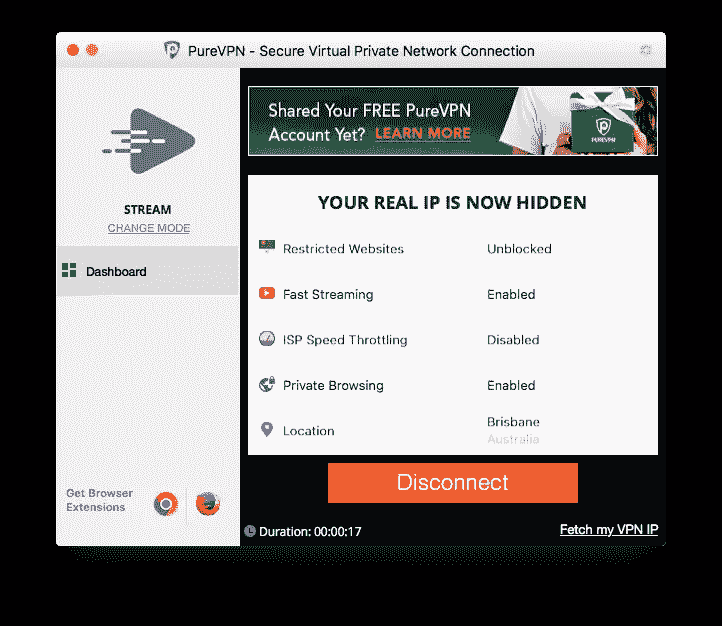 PureVPN - Secure Virtual Private Network Connection
Shared Your FREE PureVPN
Account Yet? LEARN MORE
PUREVPN
STREAM
CHANGE MODE
Dashboard
Get Browser
Extensions
YOUR REAL IP IS NOW HIDDEN
Restricted Websites Unblocked
Fast Streaming Enabled
ISP Speed Throttling Disabled
Private Browsing Enabled
Location Brisbane
Australia
Disconnect
Duration: 00:00:17
Fetch my VPN IP